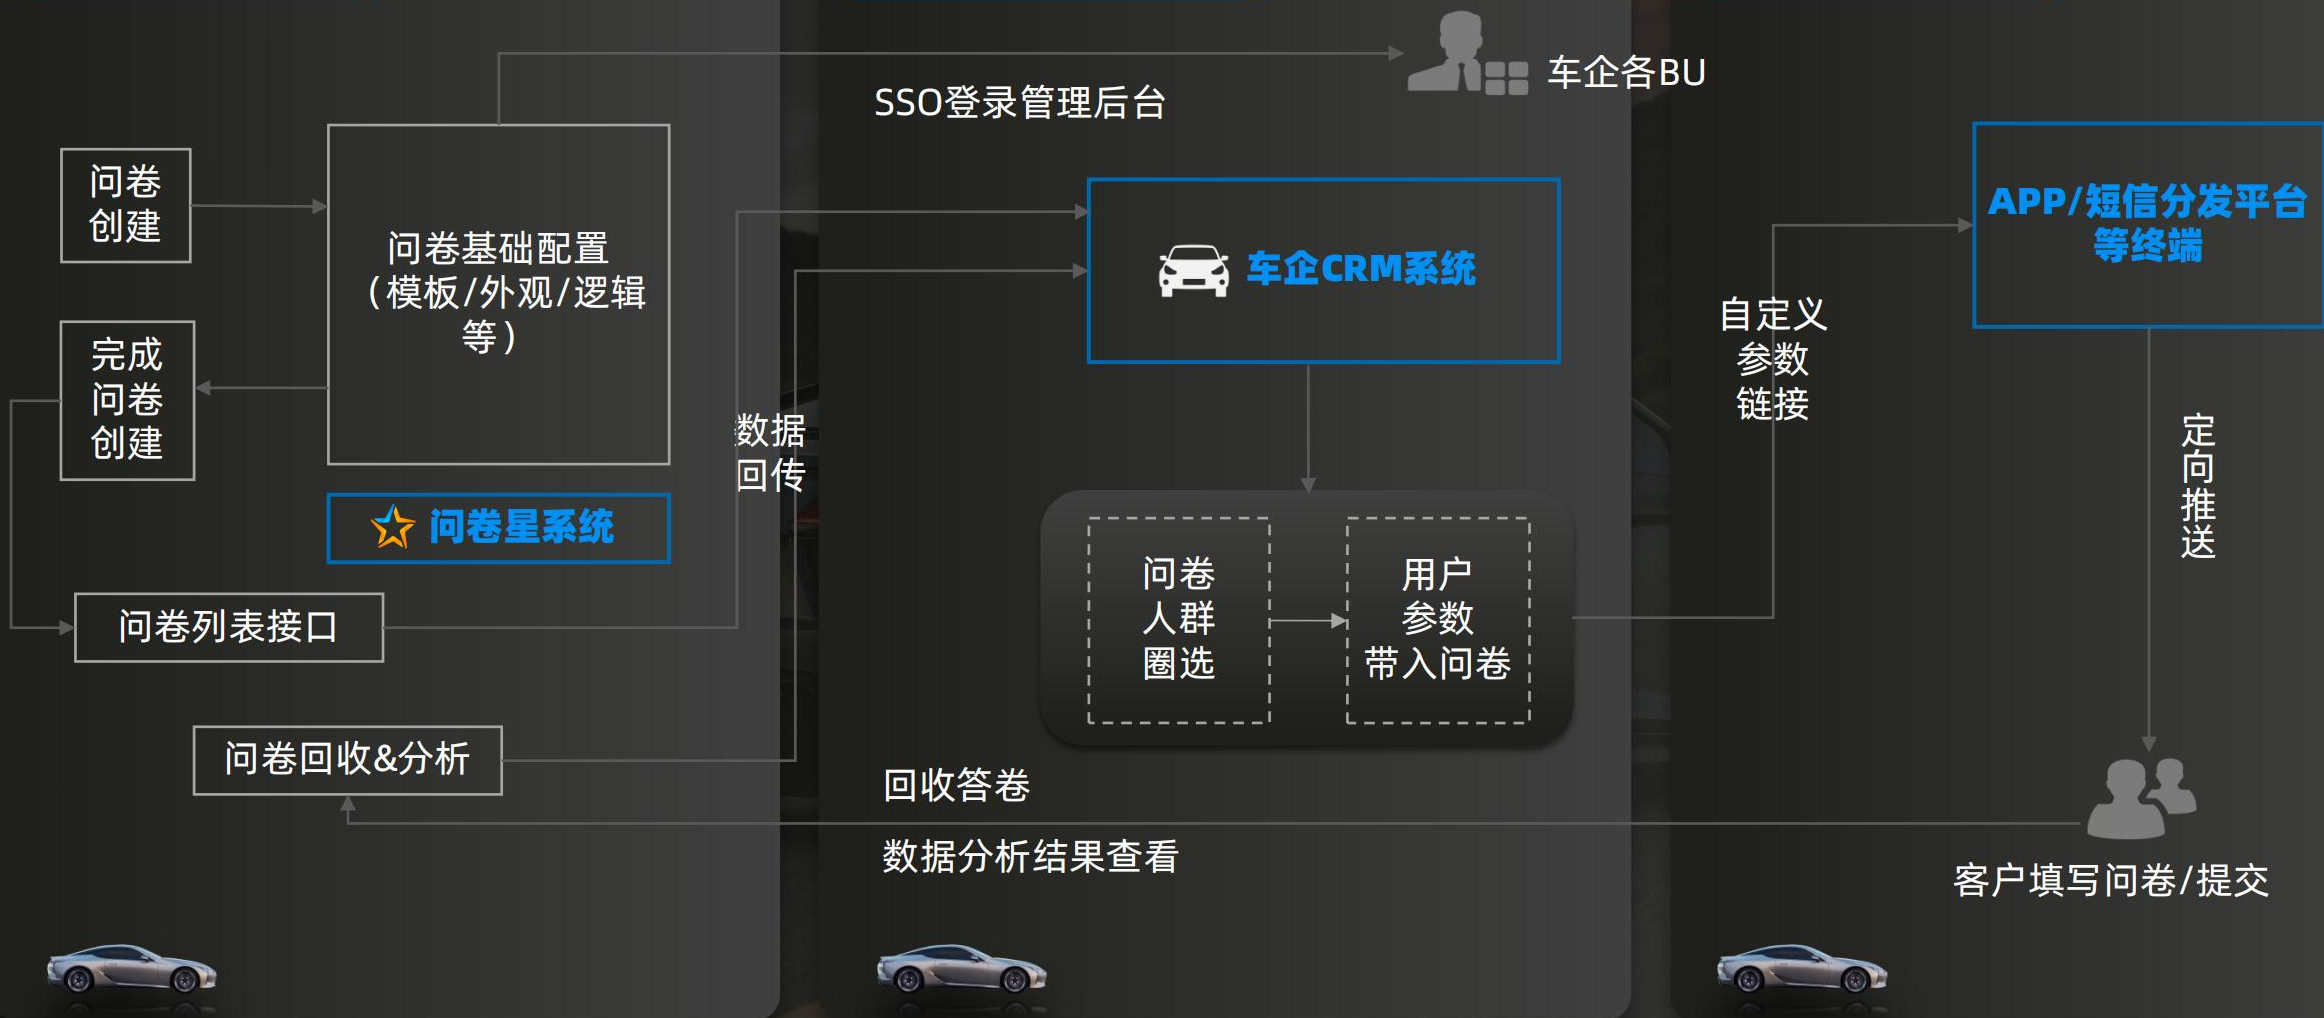 车企各BU
SSO登录管理后台
问卷
创建
问卷基础配置
（模板/外观/逻辑
等）
完成
问卷
创建
问卷星系统
问卷列表接口
问卷回收&分析
数据
回传
车企CRM系统
问卷
人群
圈选
用户
参数
带入问卷
回收答卷
数据分析结果查看
自定义
参数
链接
APP/短信分发平台
等终端
定向推送
客户填写问卷/提交